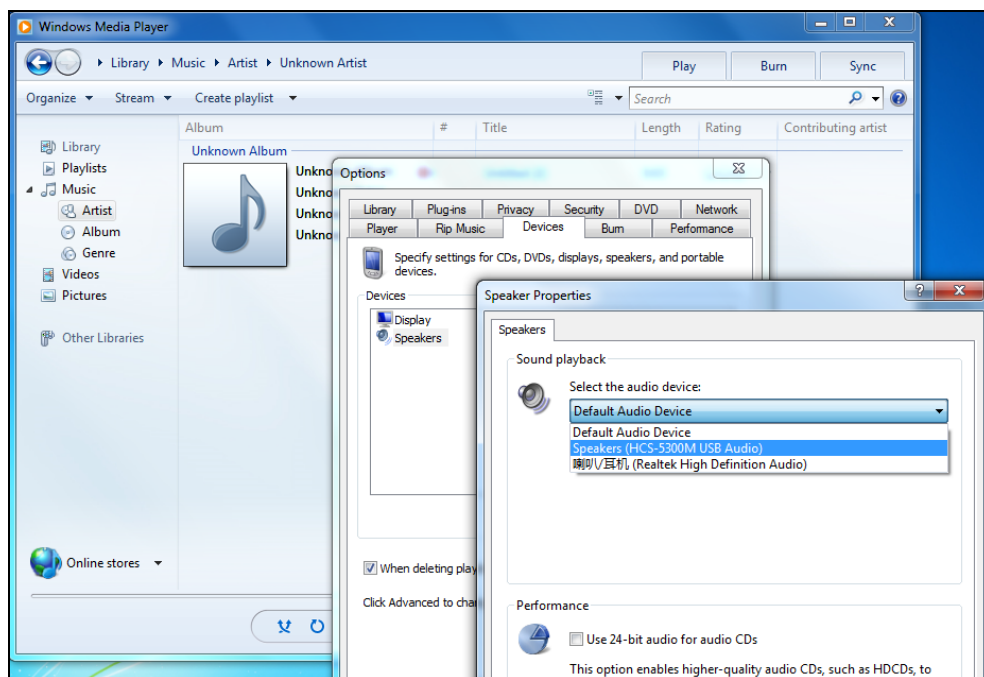 Windows Media Player
Library Music Artist Unknown Artist
Play Burn Sync
Organize Stream Create playlist Search
Album # Title Length Rating Contributing artist
Library
Playlists
Music
Artist
Album
Genre
Videos
Pictures
Other Libraries
Online stores
Unknown Album
Unkno
Unkno
Unkno
Unkno
Options
Library Plug-ins Privacy Security DVD Network
Player Rip Music Devices Burn Performance
Specify settings for CDs, DVDs, displays, speakers, and portable
devices.
Devices
Display
Speakers
When deleting play
Click Advanced to cha
Speaker Properties
Speakers
Sound playback
Select the audio device:
Default Audio Device
Default Audio Device
Speakers (HCS-5300M USB Audio)
喇叭/耳机 (Realtek High Definition Audio)
Performance
Use 24-bit audio for audio CDs
This option enables higher-quality audio CDs, such as HDCDs, to